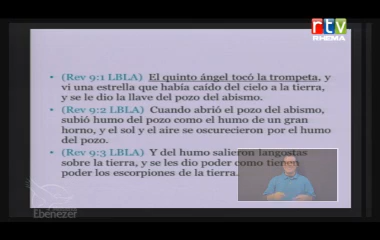 rtv
RHEMA
• (Rev 9:1 LBLA) El quinto ángel tocó la trompeta, y
vi una estrella que había caído del cielo a la tierra,
y se le dio la llave del pozo del abismo.
• (Rev 9:2 LBLA) Cuando abrió el pozo del abismo,
subió humo del pozo como el humo de un gran
horno, y el sol y el aire se oscurecieron por el humo
del pozo.
• (Rev 9:3 LBLA) Y del humo salieron langostas
sobre la tierra, y se les dio poder como tienen
poder los escorpiones de la tierra.
Ebenezer